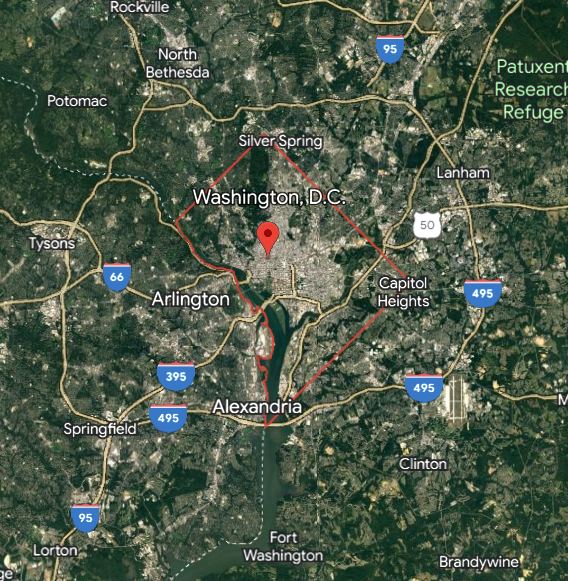 Rockville
95
North
Bethesda
Patuxent
Research
Refuge
Potomac
Silver Spring
Lanham
Washington, D.C.
50
Tysons
66
Arlington
Capitol
Heights
495
395
495
Alexandria
495
M
Springfield
Clinton
95
Lorton
Fort
Washington
Brandywine
ge